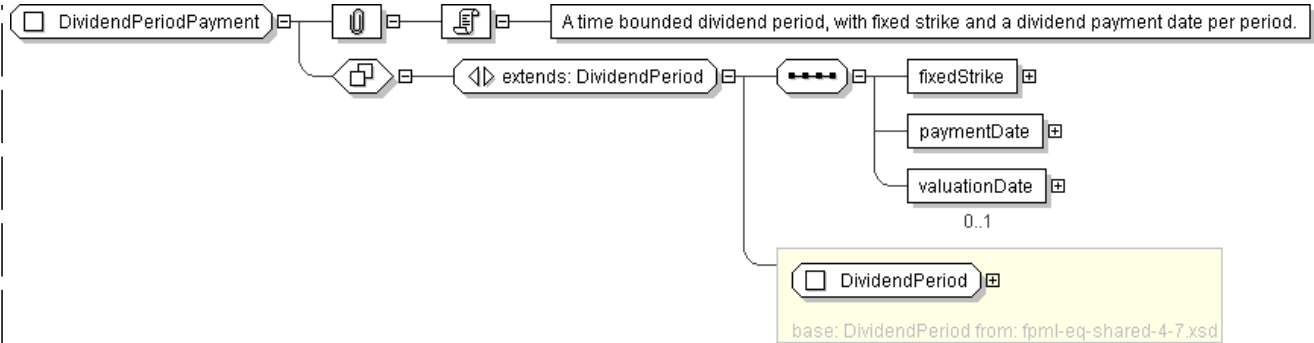 DividendPeriodPayment
A time bounded dividend period, with fixed strike and a dividend payment date per period.
extends: DividendPeriod
fixedStrike
paymentDate
valuationDate
0..1
DividendPeriod
base: DividendPeriod from: fpml-eq-shared-4-7.xsd